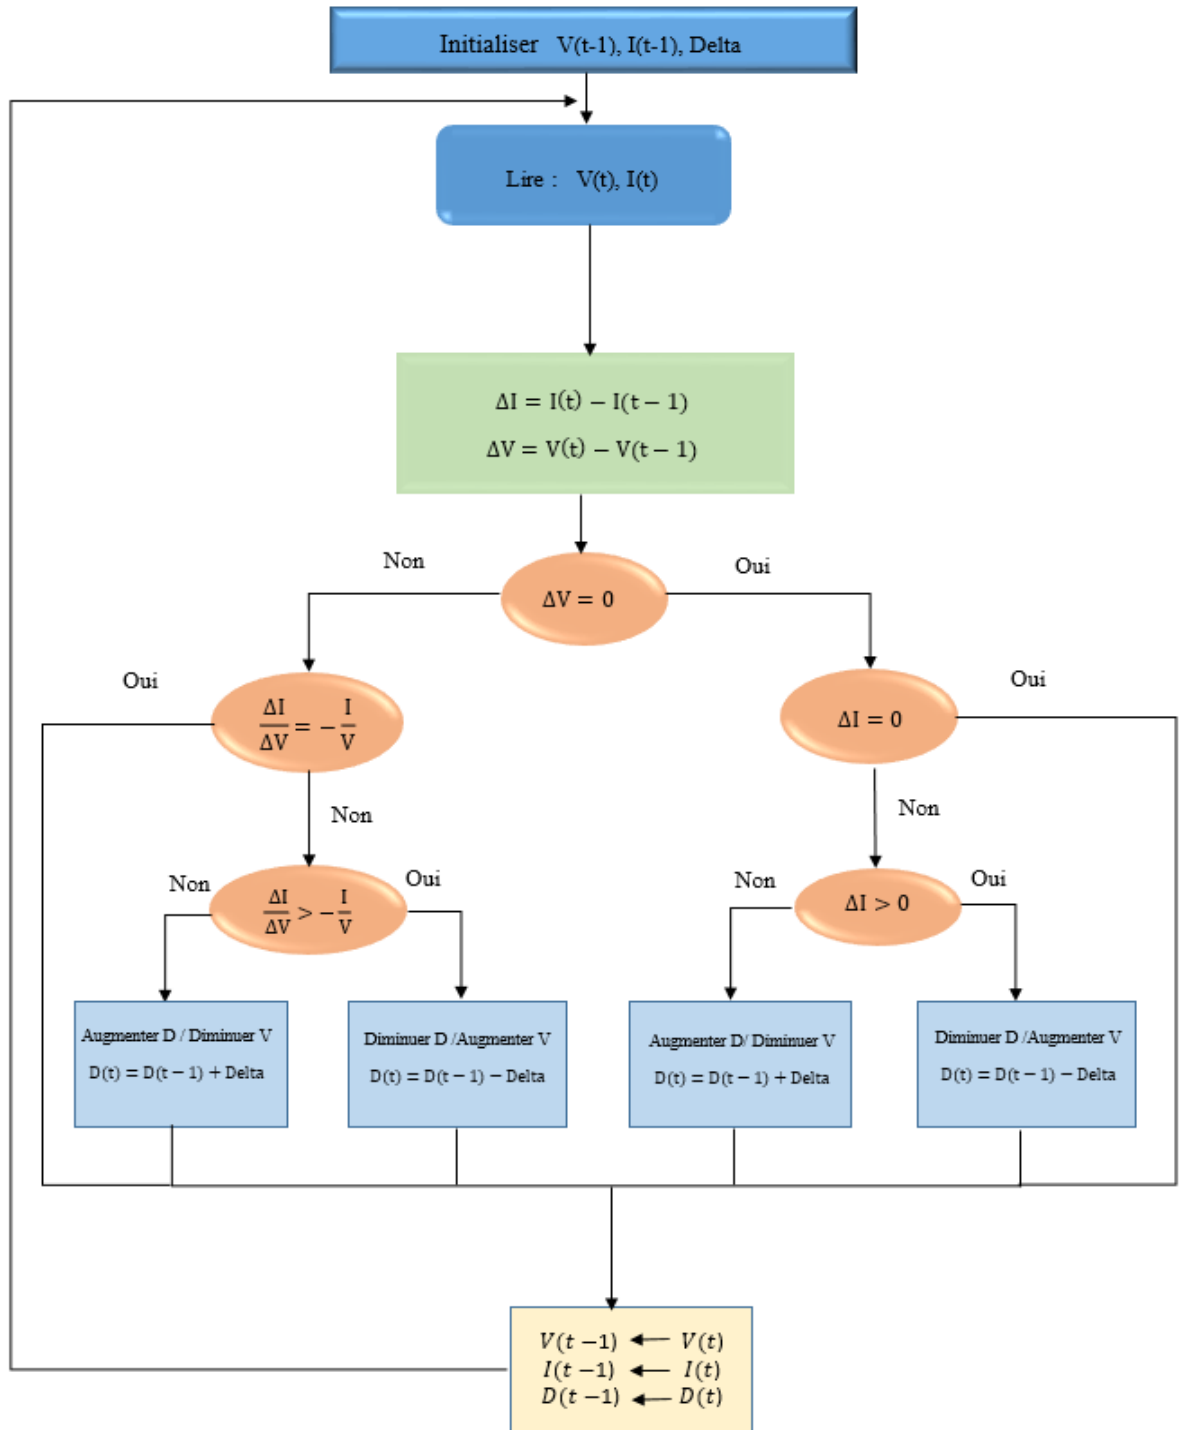 Initialiser V(t-1), I(t-1), Delta
Lire : V(t), I(t)
ΔI = I(t) − I(t − 1)
ΔV = V(t) − V(t − 1)
Non
Oui
ΔV = 0
Oui
ΔI/ΔV = − I/V
ΔI = 0
Oui
Non
Non
Non
Oui
ΔI/ΔV > − I/V
Non
Oui
ΔI > 0
Augmenter D / Diminuer V
D(t) = D(t − 1) + Delta
Diminuer D /Augmenter V
D(t) = D(t − 1) − Delta
Augmenter D/ Diminuer V
D(t) = D(t − 1) + Delta
Diminuer D /Augmenter V
D(t) = D(t − 1) − Delta
V(t − 1) ← V(t)
I(t − 1) ← I(t)
D(t − 1) ← D(t)